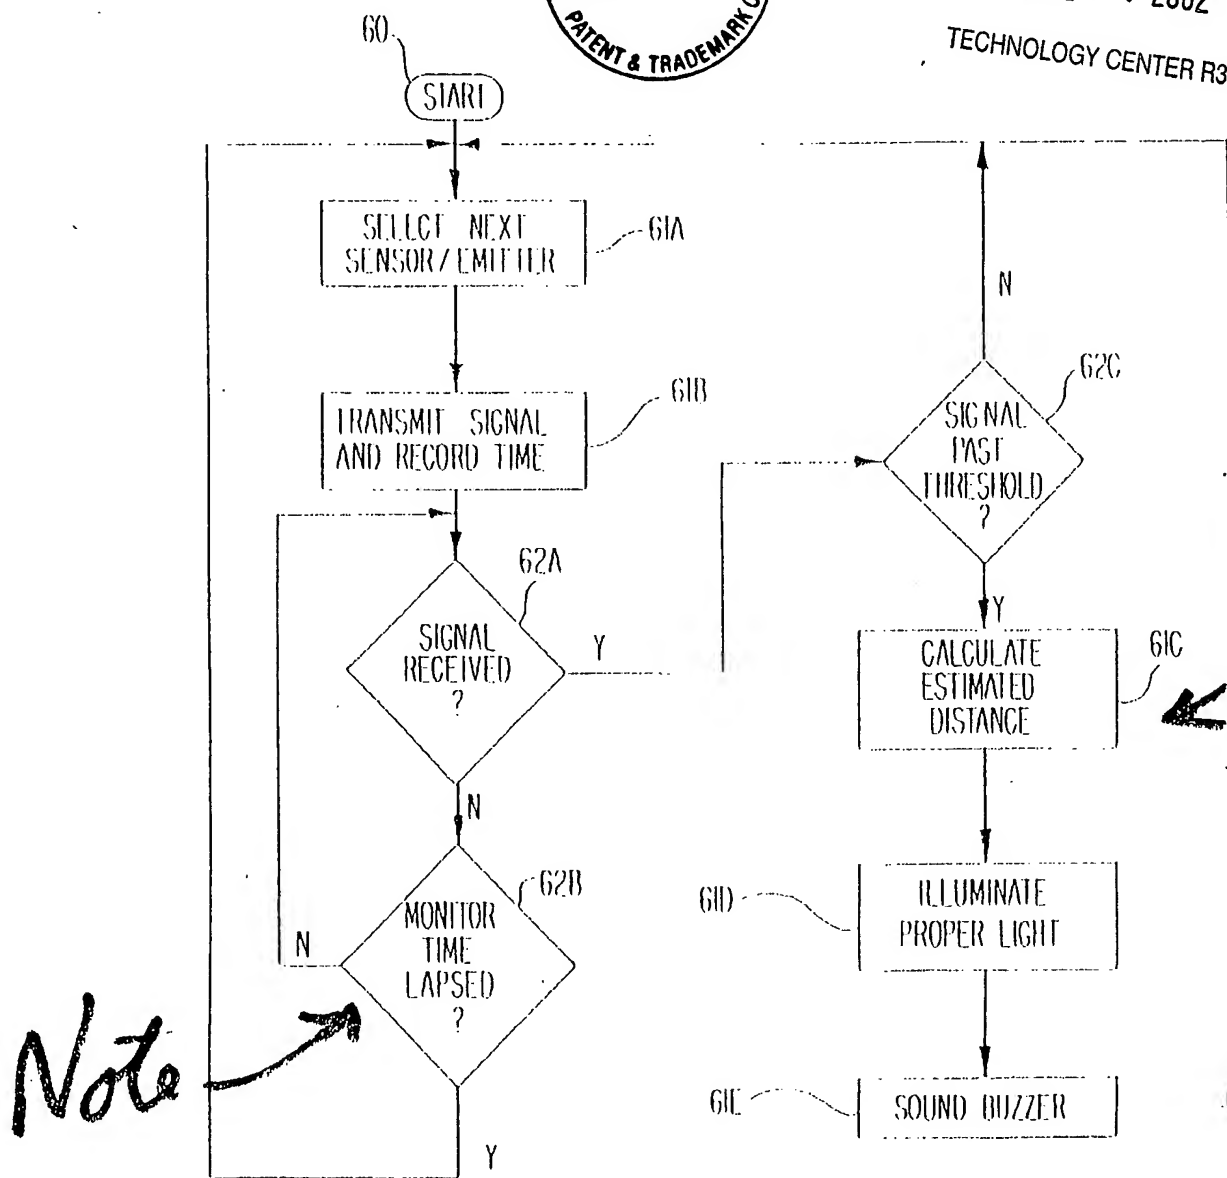 60
PATENT & TRADEMARK
2002
TECHNOLOGY CENTER R3
START
SELECT NEXT
SENSOR/EMITTER
61A
TRANSMIT SIGNAL
AND RECORD TIME
61B
62A
SIGNAL
RECEIVED
?
Y
N
62B
MONITOR
TIME
LAPSED
?
N
Y
Note
N
62C
SIGNAL
PAST
THRESHOLD
?
Y
CALCULATE
ESTIMATED
DISTANCE
61C
61D
ILLUMINATE
PROPER LIGHT
61E
SOUND BUZZER